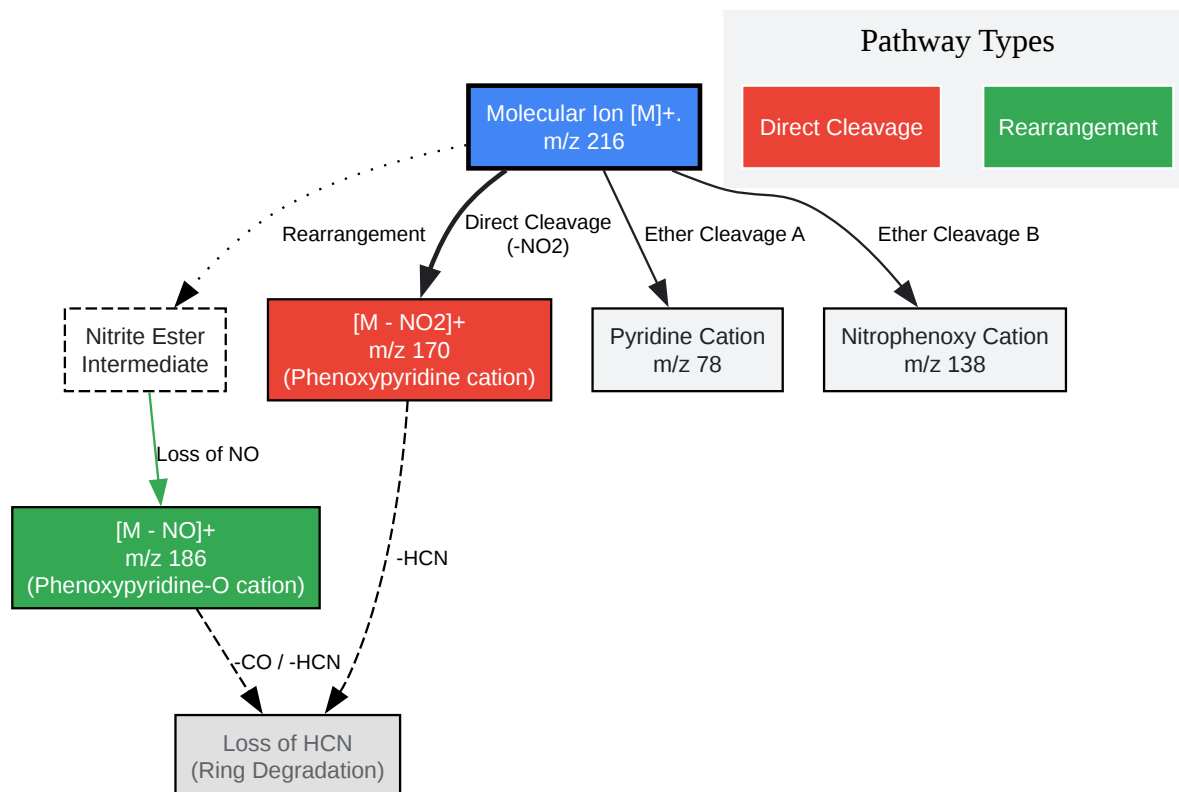 Pathway Types
Molecular Ion [M]+.
m/z 216
Direct Cleavage
Rearrangement
Rearrangement
Direct Cleavage
(-NO2)
Ether Cleavage A
Ether Cleavage B
Nitrite Ester
Intermediate
[M - NO2]+
m/z 170
(Phenoxypyridine cation)
Pyridine Cation
m/z 78
Nitrophenoxy Cation
m/z 138
Loss of NO
[M - NO]+
m/z 186
(Phenoxypyridine-O cation)
-HCN
-CO / -HCN
Loss of HCN
(Ring Degradation)